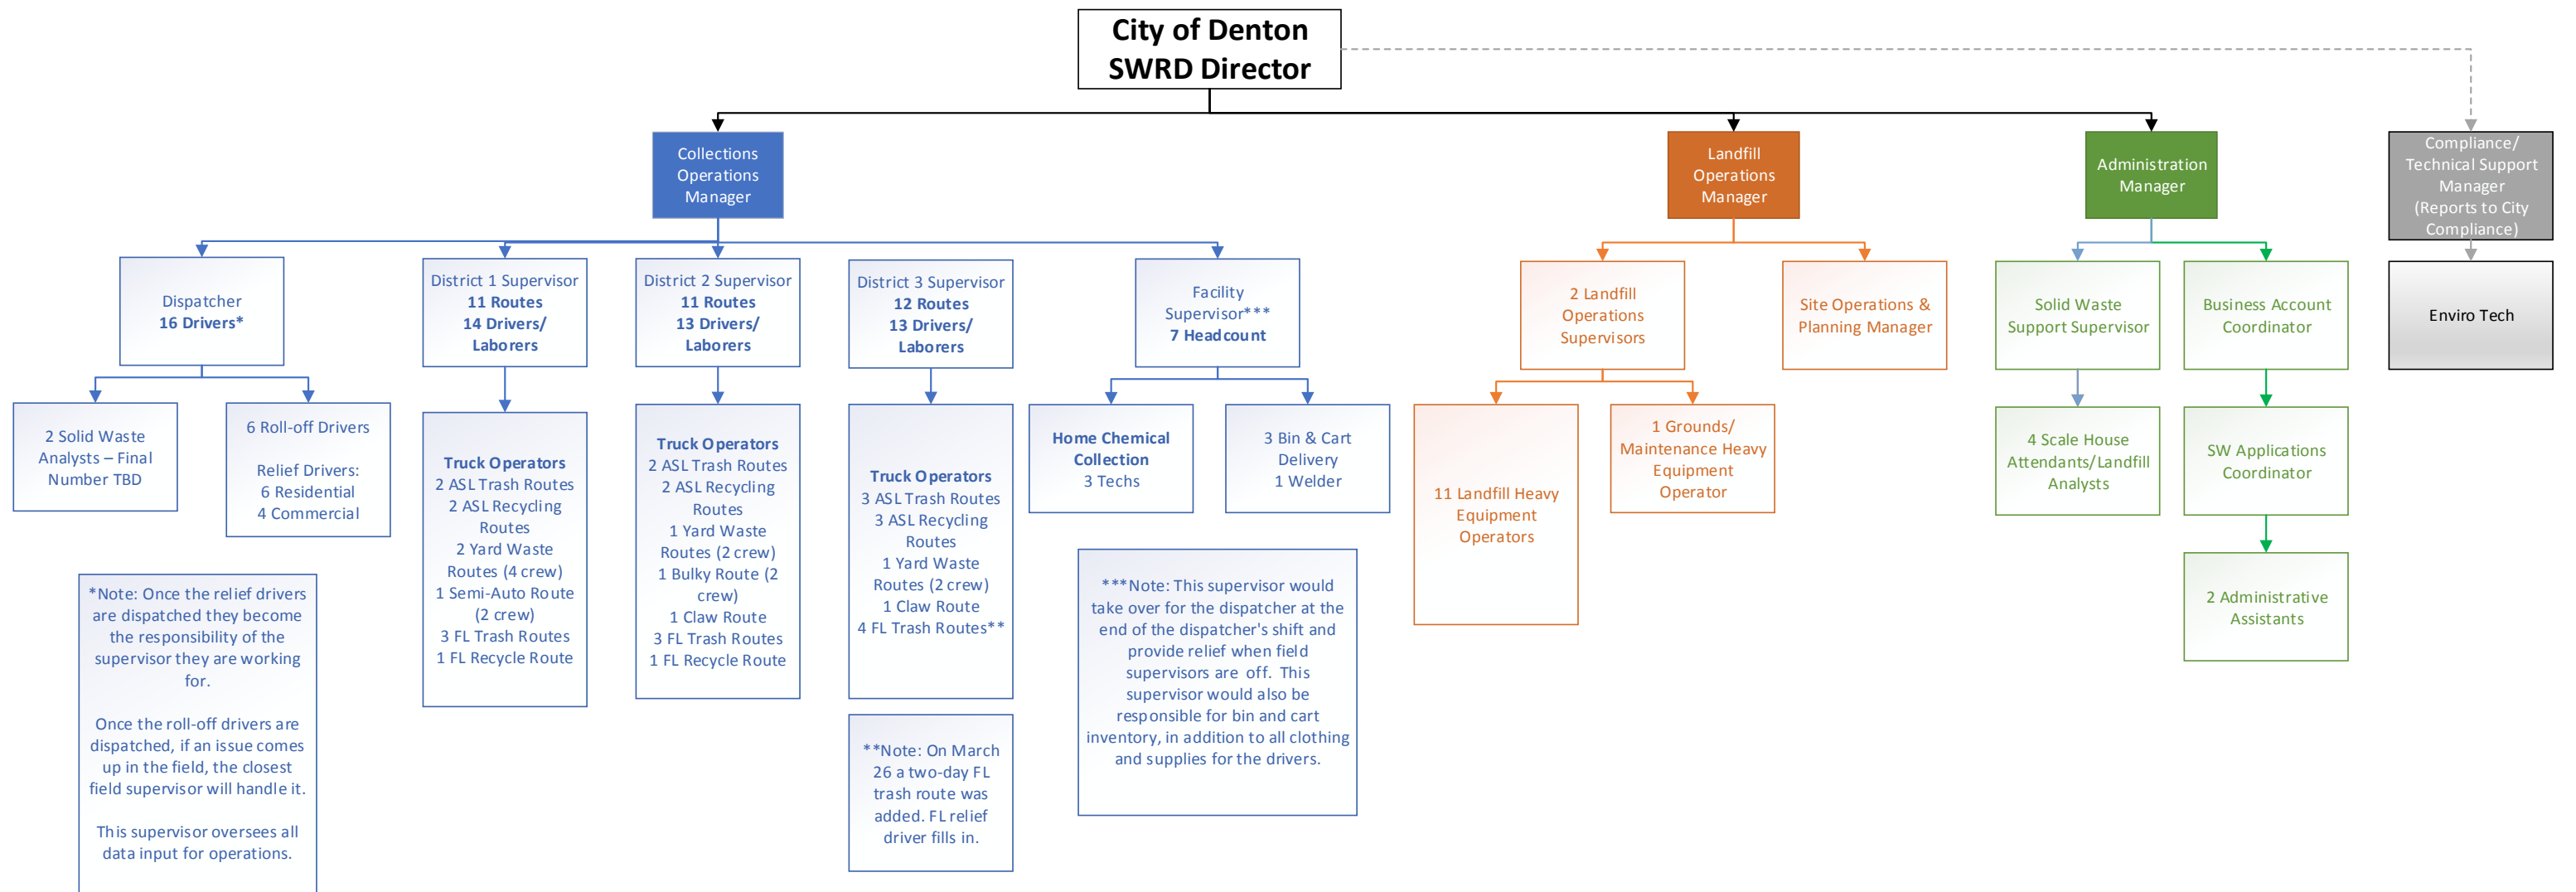 City of Denton
SWRD Director
Collections
Operations
Manager
Landfill
Operations
Manager
Administration
Manager
Compliance/
Technical Support
Manager
(Reports to City
Compliance)
Dispatcher
16 Drivers*
District 1 Supervisor
11 Routes
14 Drivers/
Laborers
District 2 Supervisor
11 Routes
13 Drivers/
Laborers
District 3 Supervisor
12 Routes
13 Drivers/
Laborers
Facility
Supervisor***
7 Headcount
2 Landfill
Operations
Supervisors
Site Operations &
Planning Manager
Solid Waste
Support Supervisor
Business Account
Coordinator
Enviro Tech
2 Solid Waste
Analysts – Final
Number TBD
6 Roll-off Drivers
Relief Drivers:
6 Residential
4 Commercial
Truck Operators
2 ASL Trash Routes
2 ASL Recycling
Routes
2 Yard Waste
Routes (4 crew)
1 Semi-Auto Route
(2 crew)
3 FL Trash Routes
1 FL Recycle Route
Truck Operators
2 ASL Trash Routes
2 ASL Recycling
Routes
1 Yard Waste
Routes (2 crew)
1 Bulky Route (2
crew)
1 Claw Route
3 FL Trash Routes
1 FL Recycle Route
Truck Operators
3 ASL Trash Routes
3 ASL Recycling
Routes
1 Yard Waste
Routes (2 crew)
1 Claw Route
4 FL Trash Routes**
Home Chemical
Collection
3 Techs
3 Bin & Cart
Delivery
1 Welder
11 Landfill Heavy
Equipment
Operators
1 Grounds/
Maintenance Heavy
Equipment
Operator
4 Scale House
Attendants/Landfill
Analysts
SW Applications
Coordinator
2 Administrative
Assistants
*Note: Once the relief drivers
are dispatched they become
the responsibility of the
supervisor they are working
for.
Once the roll-off drivers are
dispatched, if an issue comes
up in the field, the closest
field supervisor will handle it.
This supervisor oversees all
data input for operations.
**Note: On March
26 a two-day FL
trash route was
added. FL relief
driver fills in.
***Note: This supervisor would
take over for the dispatcher at the
end of the dispatcher's shift and
provide relief when field
supervisors are off. This
supervisor would also be
responsible for bin and cart
inventory, in addition to all clothing
and supplies for the drivers.